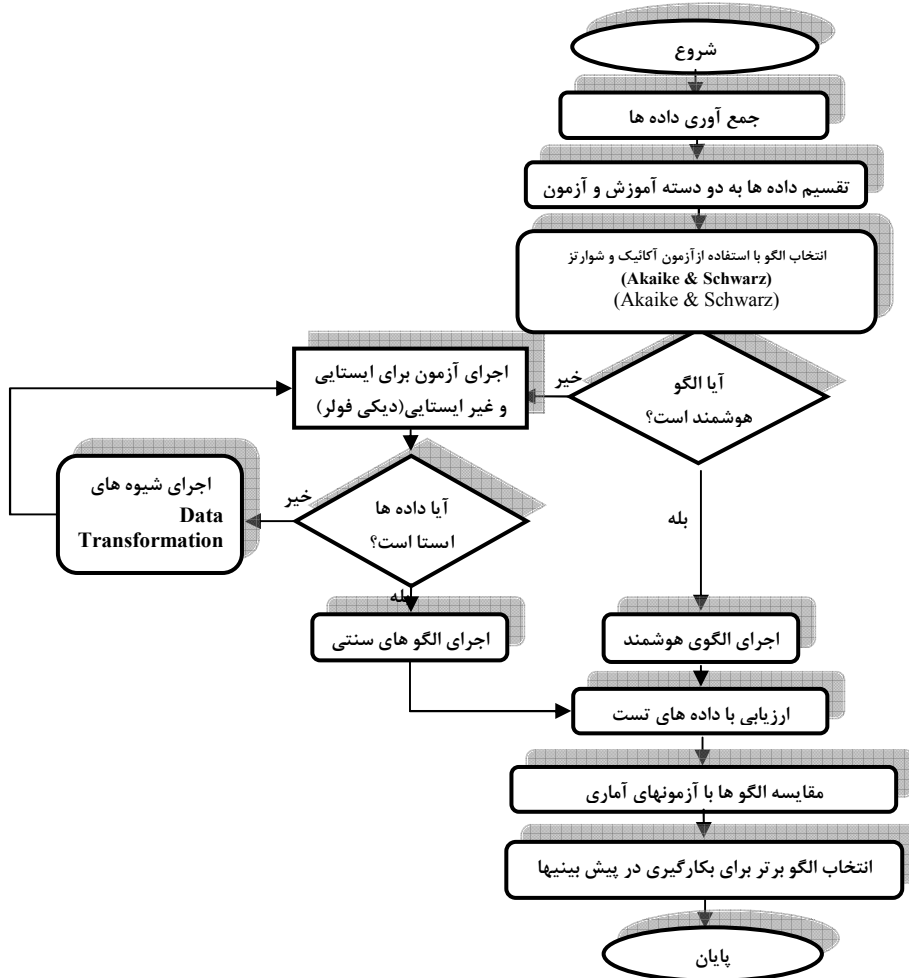 شروع
جمع آوری داده ها
تقسیم داده ها به دو دسته آموزش و آزمون
انتخاب الگو با استفاده ازآزمون آکائیک و شوارتز
(Akaike & Schwarz)
(Akaike & Schwarz)
آیا الگو
هوشمند است؟
خیر
اجرای آزمون برای ایستایی
و غیر ایستایی(دیکی فولر)
آیا داده ها
ایستا است؟
خیر
اجرای شیوه های
Data
Transformation
بله
بله
اجرای الگو های سنتی
اجرای الگوی هوشمند
ارزیابی با داده های تست
مقایسه الگو ها با آزمونهای آماری
انتخاب الگو برتر برای بکارگیری در پیش بینیها
پایان